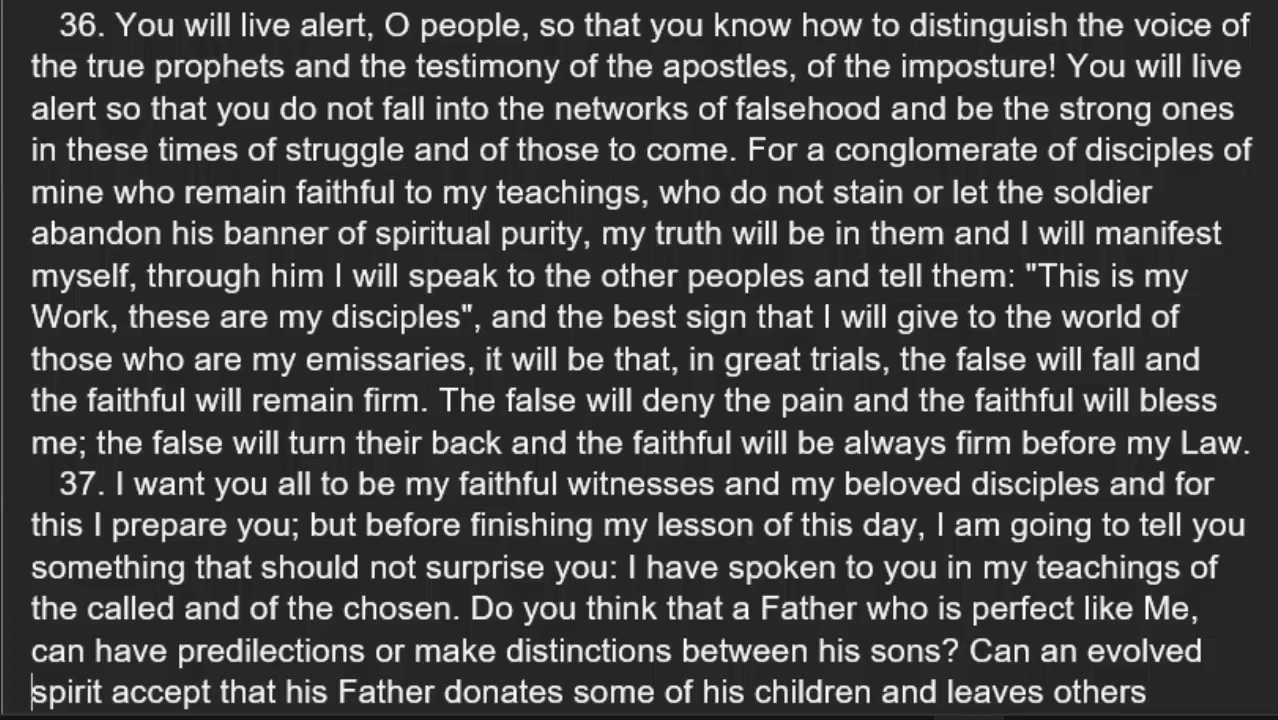 36. You will live alert, O people, so that you know how to distinguish the voice of
the true prophets and the testimony of the apostles, of the imposture! You will live
alert so that you do not fall into the networks of falsehood and be the strong ones
in these times of struggle and of those to come. For a conglomerate of disciples of
mine who remain faithful to my teachings, who do not stain or let the soldier
abandon his banner of spiritual purity, my truth will be in them and I will manifest
myself, through him I will speak to the other peoples and tell them: "This is my
Work, these are my disciples", and the best sign that I will give to the world of
those who are my emissaries, it will be that, in great trials, the false will fall and
the faithful will remain firm. The false will deny the pain and the faithful will bless
me; the false will turn their back and the faithful will be always firm before my Law.
37. I want you all to be my faithful witnesses and my beloved disciples and for
this I prepare you; but before finishing my lesson of this day, I am going to tell you
something that should not surprise you: I have spoken to you in my teachings of
the called and of the chosen. Do you think that a Father who is perfect like Me,
can have predilections or make distinctions between his sons? Can an evolved
spirit accept that his Father donates some of his children and leaves others